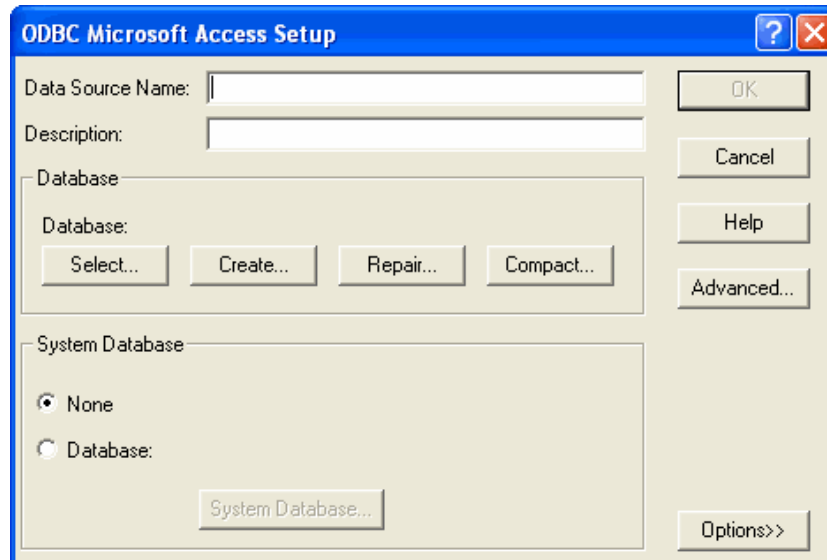 ODBC Microsoft Access Setup
Data Source Name:
OK
Description:
Cancel
Database
Database:
Help
Select... Create... Repair... Compact...
Advanced...
System Database
None
Database:
System Database...
Options>>